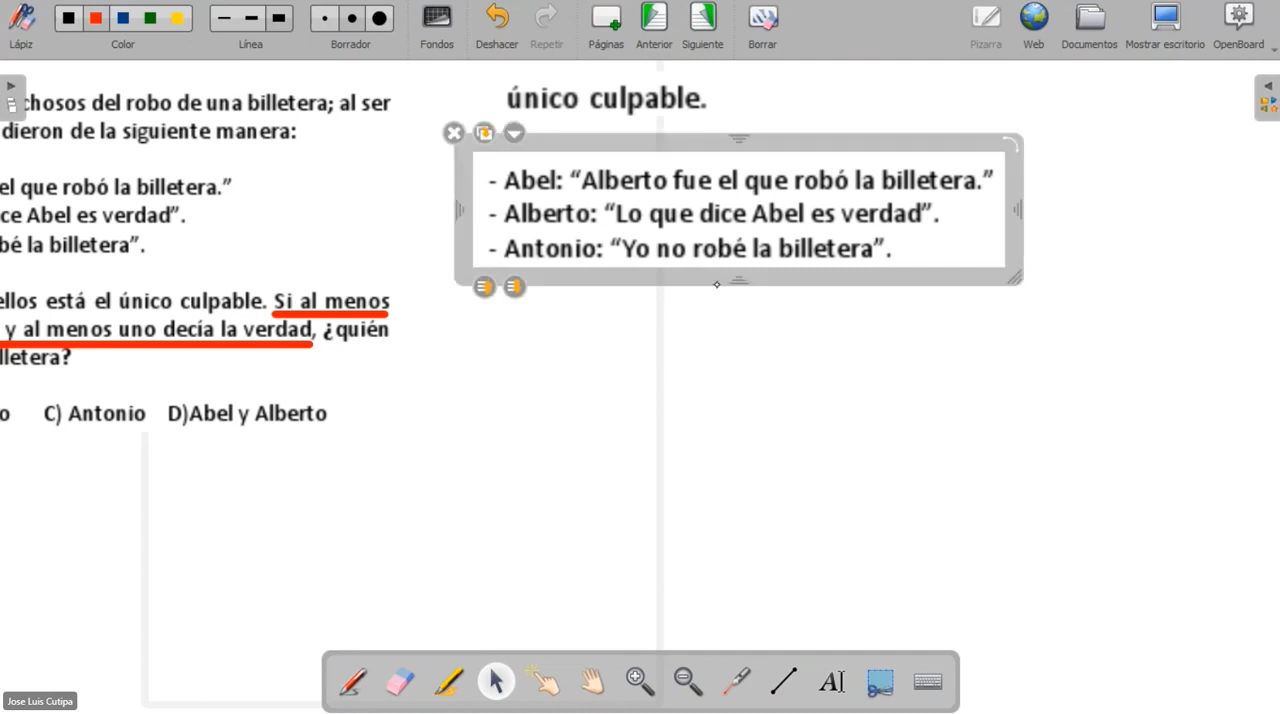 Lápiz
Color
Línea
Borrador
Fondos
Deshacer
Repetir
Páginas
Anterior
Siguiente
Borrar
Pizarra
Web
Documentos
Mostrar escritorio
OpenBoard
chosos del robo de una billetera; al ser
dieron de la siguiente manera:
el que robó la billetera.”
ce Abel es verdad”.
bé la billetera”.
ellos está el único culpable. Si al menos
y al menos uno decía la verdad, ¿quién
lletera?
o C) Antonio D)Abel y Alberto
único culpable.
- Abel: “Alberto fue el que robó la billetera.”
- Alberto: “Lo que dice Abel es verdad”.
- Antonio: “Yo no robé la billetera”.
AI
Jose Luis Cutipa